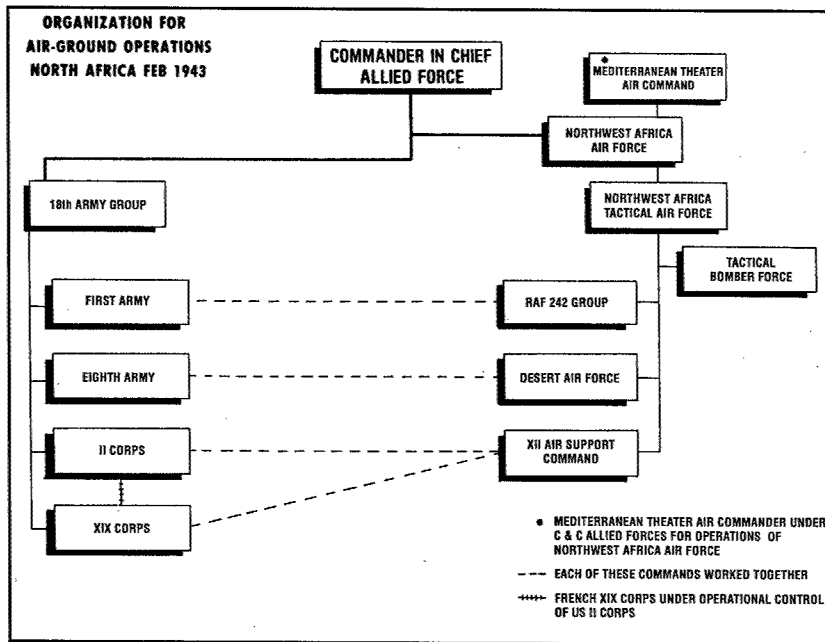 ORGANIZATION FOR
AIR-GROUND OPERATIONS
NORTH AFRICA FEB 1943
COMMANDER IN CHIEF
ALLIED FORCE
MEDITERRANEAN THEATER
AIR COMMAND
NORTHWEST AFRICA
AIR FORCE
18th ARMY GROUP
NORTHWEST AFRICA
TACTICAL AIR FORCE
TACTICAL
BOMBER FORCE
FIRST ARMY
RAF 242 GROUP
EIGHTH ARMY
DESERT AIR FORCE
II CORPS
XII AIR SUPPORT
COMMAND
XIX CORPS
• MEDITERRANEAN THEATER AIR COMMANDER UNDER
C & C ALLIED FORCES FOR OPERATIONS OF
NORTHWEST AFRICA AIR FORCE
EACH OF THESE COMMANDS WORKED TOGETHER
FRENCH XIX CORPS UNDER OPERATIONAL CONTROL
OF US II CORPS